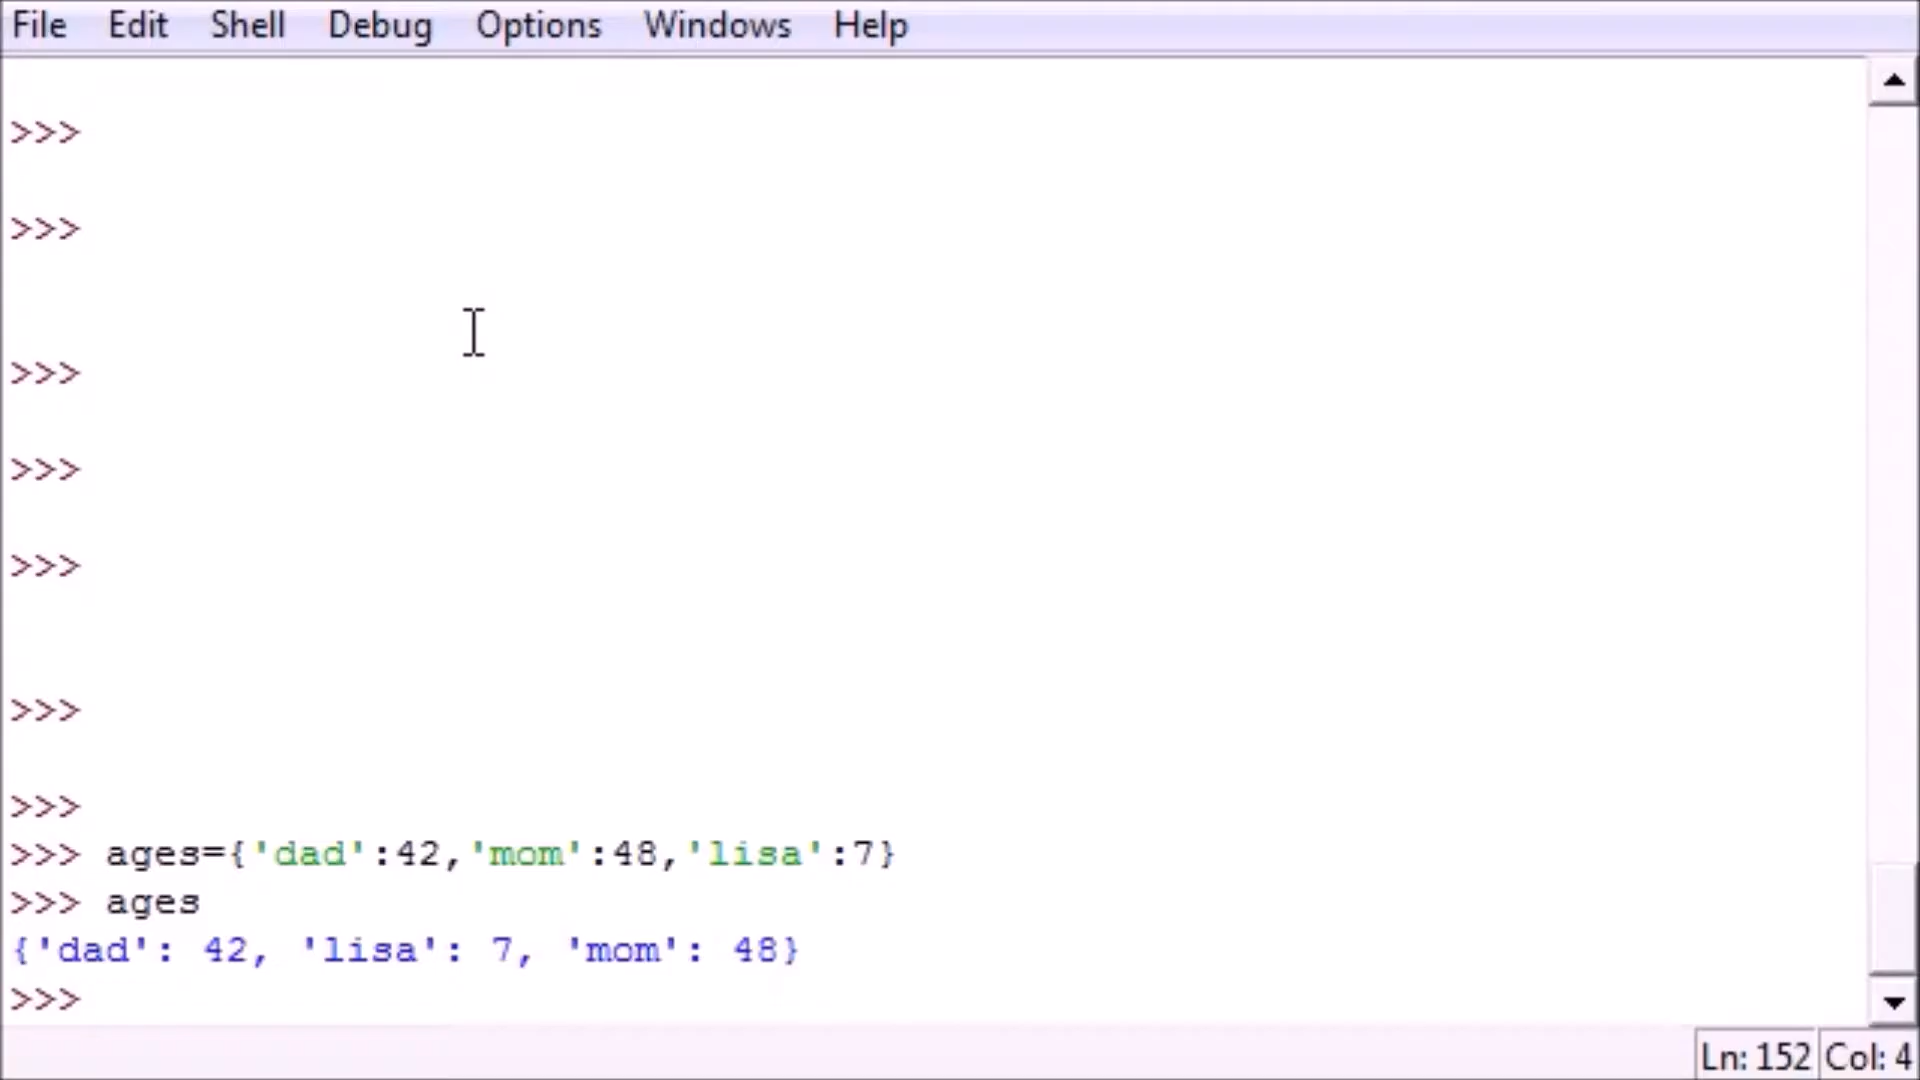 File Edit Shell Debug Options Windows Help
>>>
>>>
>>>
>>>
>>>
>>>
>>>
>>> ages={'dad':42,'mom':48,'lisa':7}
>>> ages
{'dad': 42, 'lisa': 7, 'mom': 48}
>>>
Ln: 152 Col: 4